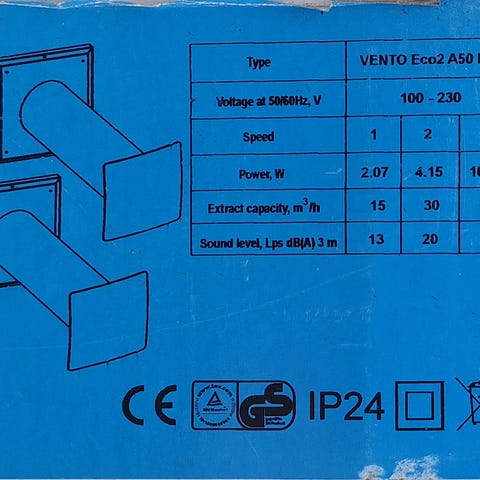 Type VENTO Eco2 A50
Voltage at 50/60Hz, V 100 - 230
Speed 1 2
Power, W 2.07 4.15
Extract capacity, m³/h 15 30
Sound level, Lps dB(A) 3 m 13 20
CE GS IP24